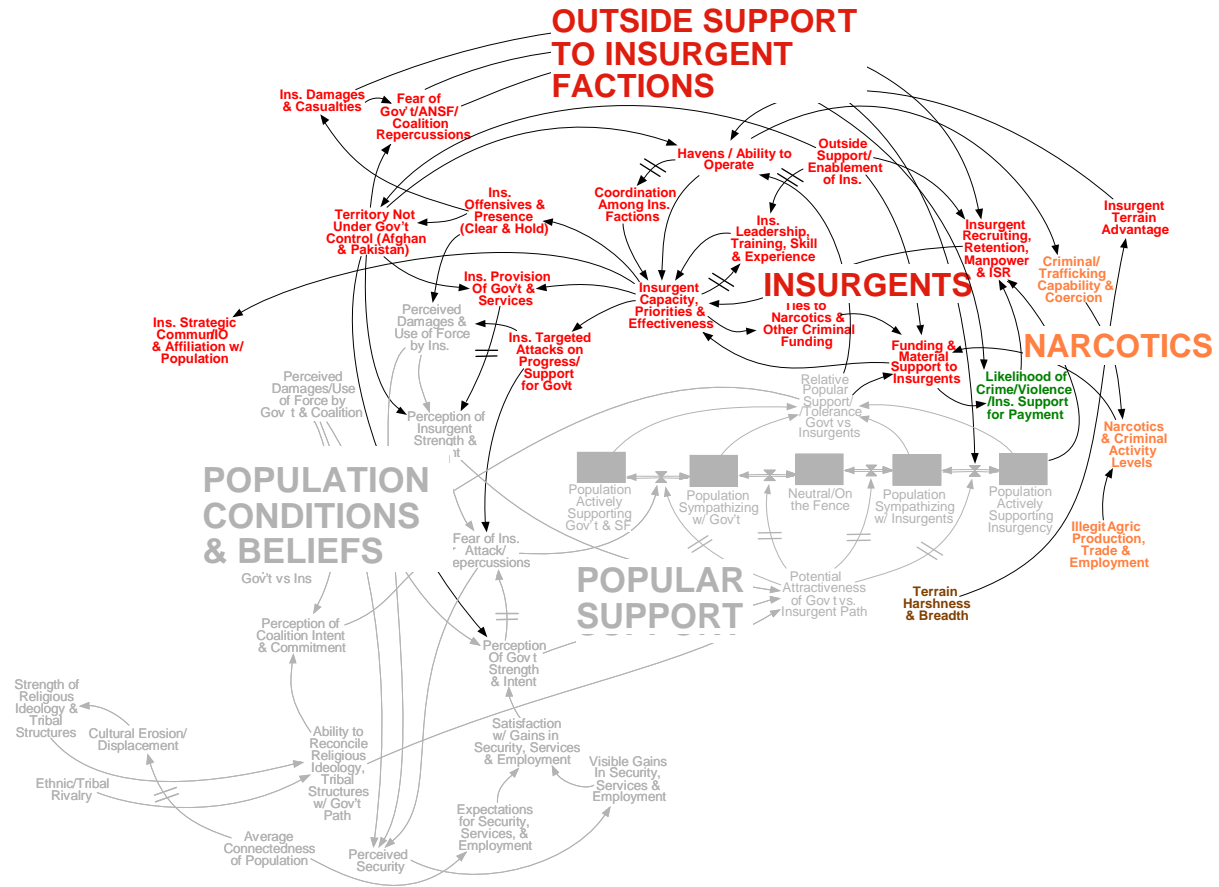 OUTSIDE SUPPORT
TO INSURGENT
FACTIONS
Ins. Damages
& Casualties
Fear of
Gov't/ANSF/
Coalition
Repercussions
Havens / Ability to
Operate
Outside
Support/
Enablement
of Ins.
Coordination
Among Ins.
Factions
Ins.
Offensives &
Presence
(Clear & Hold)
Territory Not
Under Gov't
Control (Afghan
& Pakistan)
Ins.
Leadership,
Training, Skill
& Experience
Insurgent
Recruiting,
Retention,
Manpower
& ISR
Insurgent
Terrain
Advantage
Criminal/
Trafficking
Capability &
Coercion
Ins. Provision
Of Gov't &
Services
Insurgent
Capacity,
Priorities &
Effectiveness
INSURGENTS
Ties to
Narcotics &
Other Criminal
Funding
Ins. Strategic
Commun/IO
& Affiliation w/
Population
Perceived
Damages &
Use of Force
by Ins.
Ins. Targeted
Attacks on
Progress/
Support
for Gov't
Funding &
Material
Support to
Insurgents
NARCOTICS
Likelihood of
Crime/Violence
/Ins. Support
for Payment
Perceived
Damages/Use
of Force by
Gov't & Coalition
Relative
Popular
Support/
/Tolerance
Gov't vs
Insurgents
Perception of
Insurgent
Strength &
Narcotics
& Criminal
Activity
Levels
POPULATION
CONDITIONS
& BELIEFS
Population
Actively
Supporting
Gov't & SF
Population
Sympathizing
w/ Gov't
Neutral/On
the Fence
Population
Sympathizing
w/ Insurgents
Population
Actively
Supporting
Insurgency
Illegit Agric
Production,
Trade &
Employment
Fear of Ins.
Attack/
epercussions
Gov't vs Ins
POPULAR
SUPPORT
Potential
Attractiveness
of Gov't vs.
Insurgent Path
Terrain
Harshness
& Breadth
Perception of
Coalition Intent
& Commitment
Perception
Of Gov't
Strength
& Intent
Strength of
Religious
Ideology &
Tribal
Structures
Cultural Erosion/
Displacement
Ability to
Reconcile
Religious
Ideology,
Tribal
Structures
w/ Gov't
Path
Satisfaction
w/ Gains in
Security, Services
& Employment
Visible Gains
In Security,
Services &
Employment
Ethnic/Tribal
Rivalry
Expectations
for Security,
Services, &
Employment
Average
Connectedness
of Population
Perceived
Security